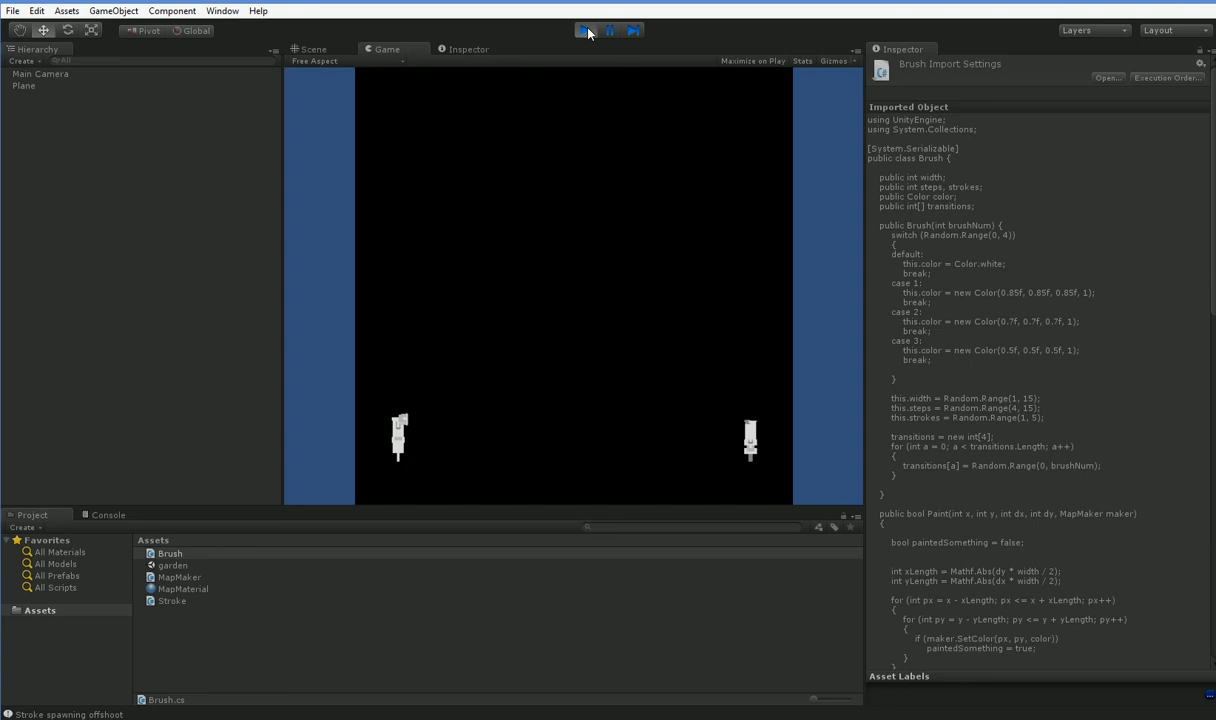 File Edit Assets GameObject Component Window Help
Pivot Global Layers Layout
Hierarchy Scene Game Inspector Inspector
Create All Free Aspect Maximize on Play Stats Gizmos
Brush Import Settings
Main Camera
Open... Execution Order...
Plane
Imported Object
using UnityEngine;
using System.Collections;
[System.Serializable]
public class Brush {
public int width;
public int steps, strokes;
public Color color;
public int[] transitions;
public Brush(int brushNum) {
switch (Random.Range(0, 4))
{
default:
this.color = Color.white;
break;
case 1:
this.color = new Color(0.85f, 0.85f, 0.85f, 1);
break;
case 2:
this.color = new Color(0.7f, 0.7f, 0.7f, 1);
break;
case 3:
this.color = new Color(0.5f, 0.5f, 0.5f, 1);
break;
}
this.width = Random.Range(1, 15);
this.steps = Random.Range(4, 15);
this.strokes = Random.Range(1, 5);
transitions = new int[4];
for (int a = 0; a < transitions.Length; a++)
{
transitions[a] = Random.Range(0, brushNum);
}
}
public bool Paint(int x, int y, int dx, int dy, MapMaker maker)
{
bool paintedSomething = false;
int xLength = Mathf.Abs(dy * width / 2);
int yLength = Mathf.Abs(dx * width / 2);
for (int px = x - xLength; px <= x + xLength; px++)
{
for (int py = y - yLength; py <= y + yLength; py++)
{
if (maker.SetColor(px, py, color))
paintedSomething = true;
}
}
Asset Labels
Project Console
Create
Favorites
All Materials
All Models
All Prefabs
All Scripts
Assets
Assets
Brush
garden
MapMaker
MapMaterial
Stroke
Brush.cs
Stroke spawning offshoot